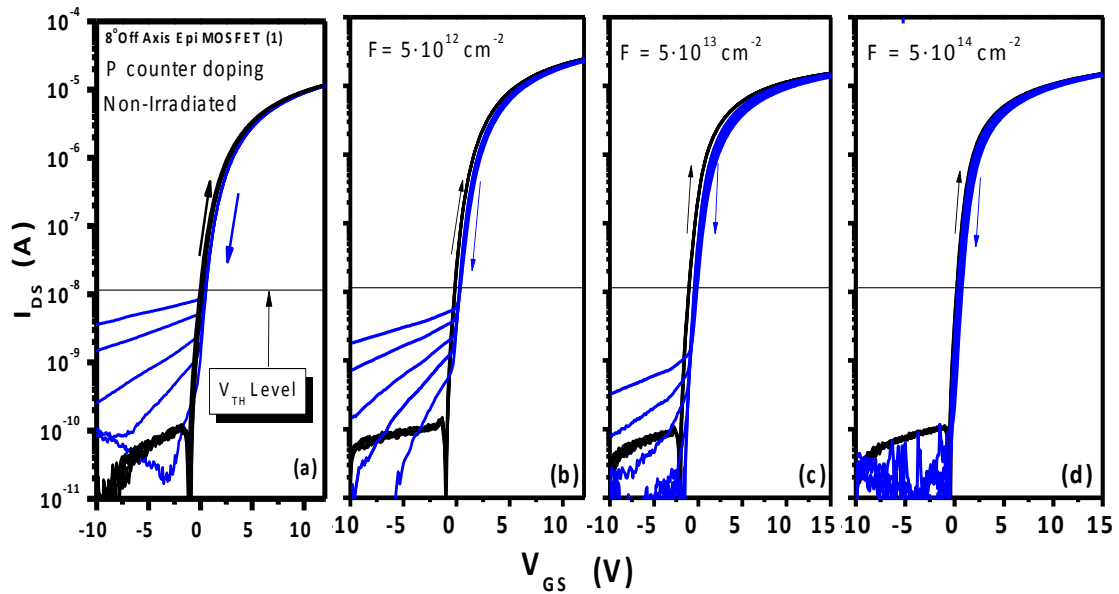 8°Off Axis Epi MOSFET (1)
P counter doping
Non-Irradiated
V_TH Level
(a)
F = 5·10^12 cm^-2
(b)
F = 5·10^13 cm^-2
(c)
F = 5·10^14 cm^-2
(d)
I_DS (A)
10^-4
10^-5
10^-6
10^-7
10^-8
10^-9
10^-10
10^-11
-10 -5 0 5 10
-10 -5 0 5 10
-10 -5 0 5 10 15
-10 -5 0 5 10 15
V_GS (V)